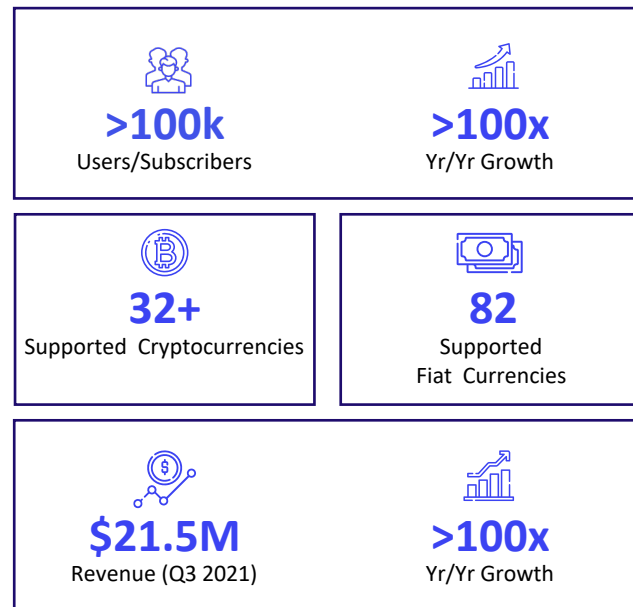 >100k
Users/Subscribers
>100x
Yr/Yr Growth
32+
Supported Cryptocurrencies
82
Supported
Fiat Currencies
$21.5M
Revenue (Q3 2021)
>100x
Yr/Yr Growth